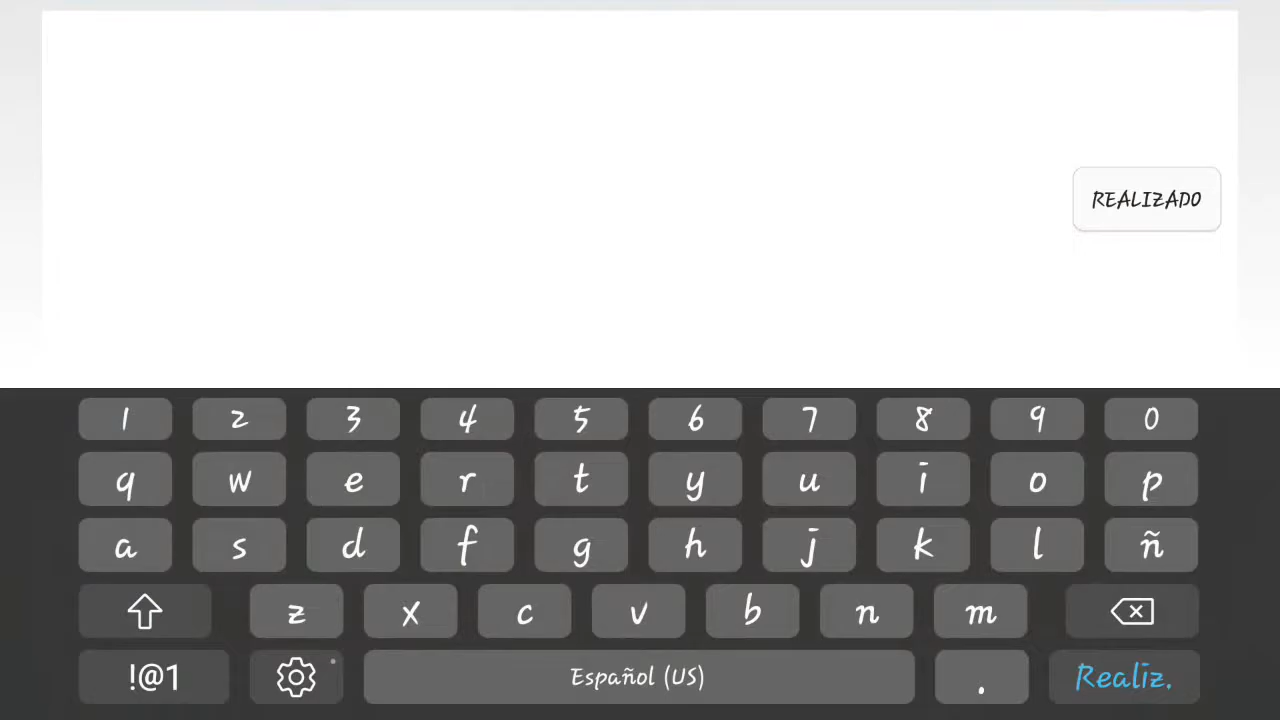 REALIZADO
1 2 3 4 5 6 7 8 9 0
q w e r t y u i o p
a s d f g h j k l ñ
z x c v b n m
!@1 Español (US) . Realiz.